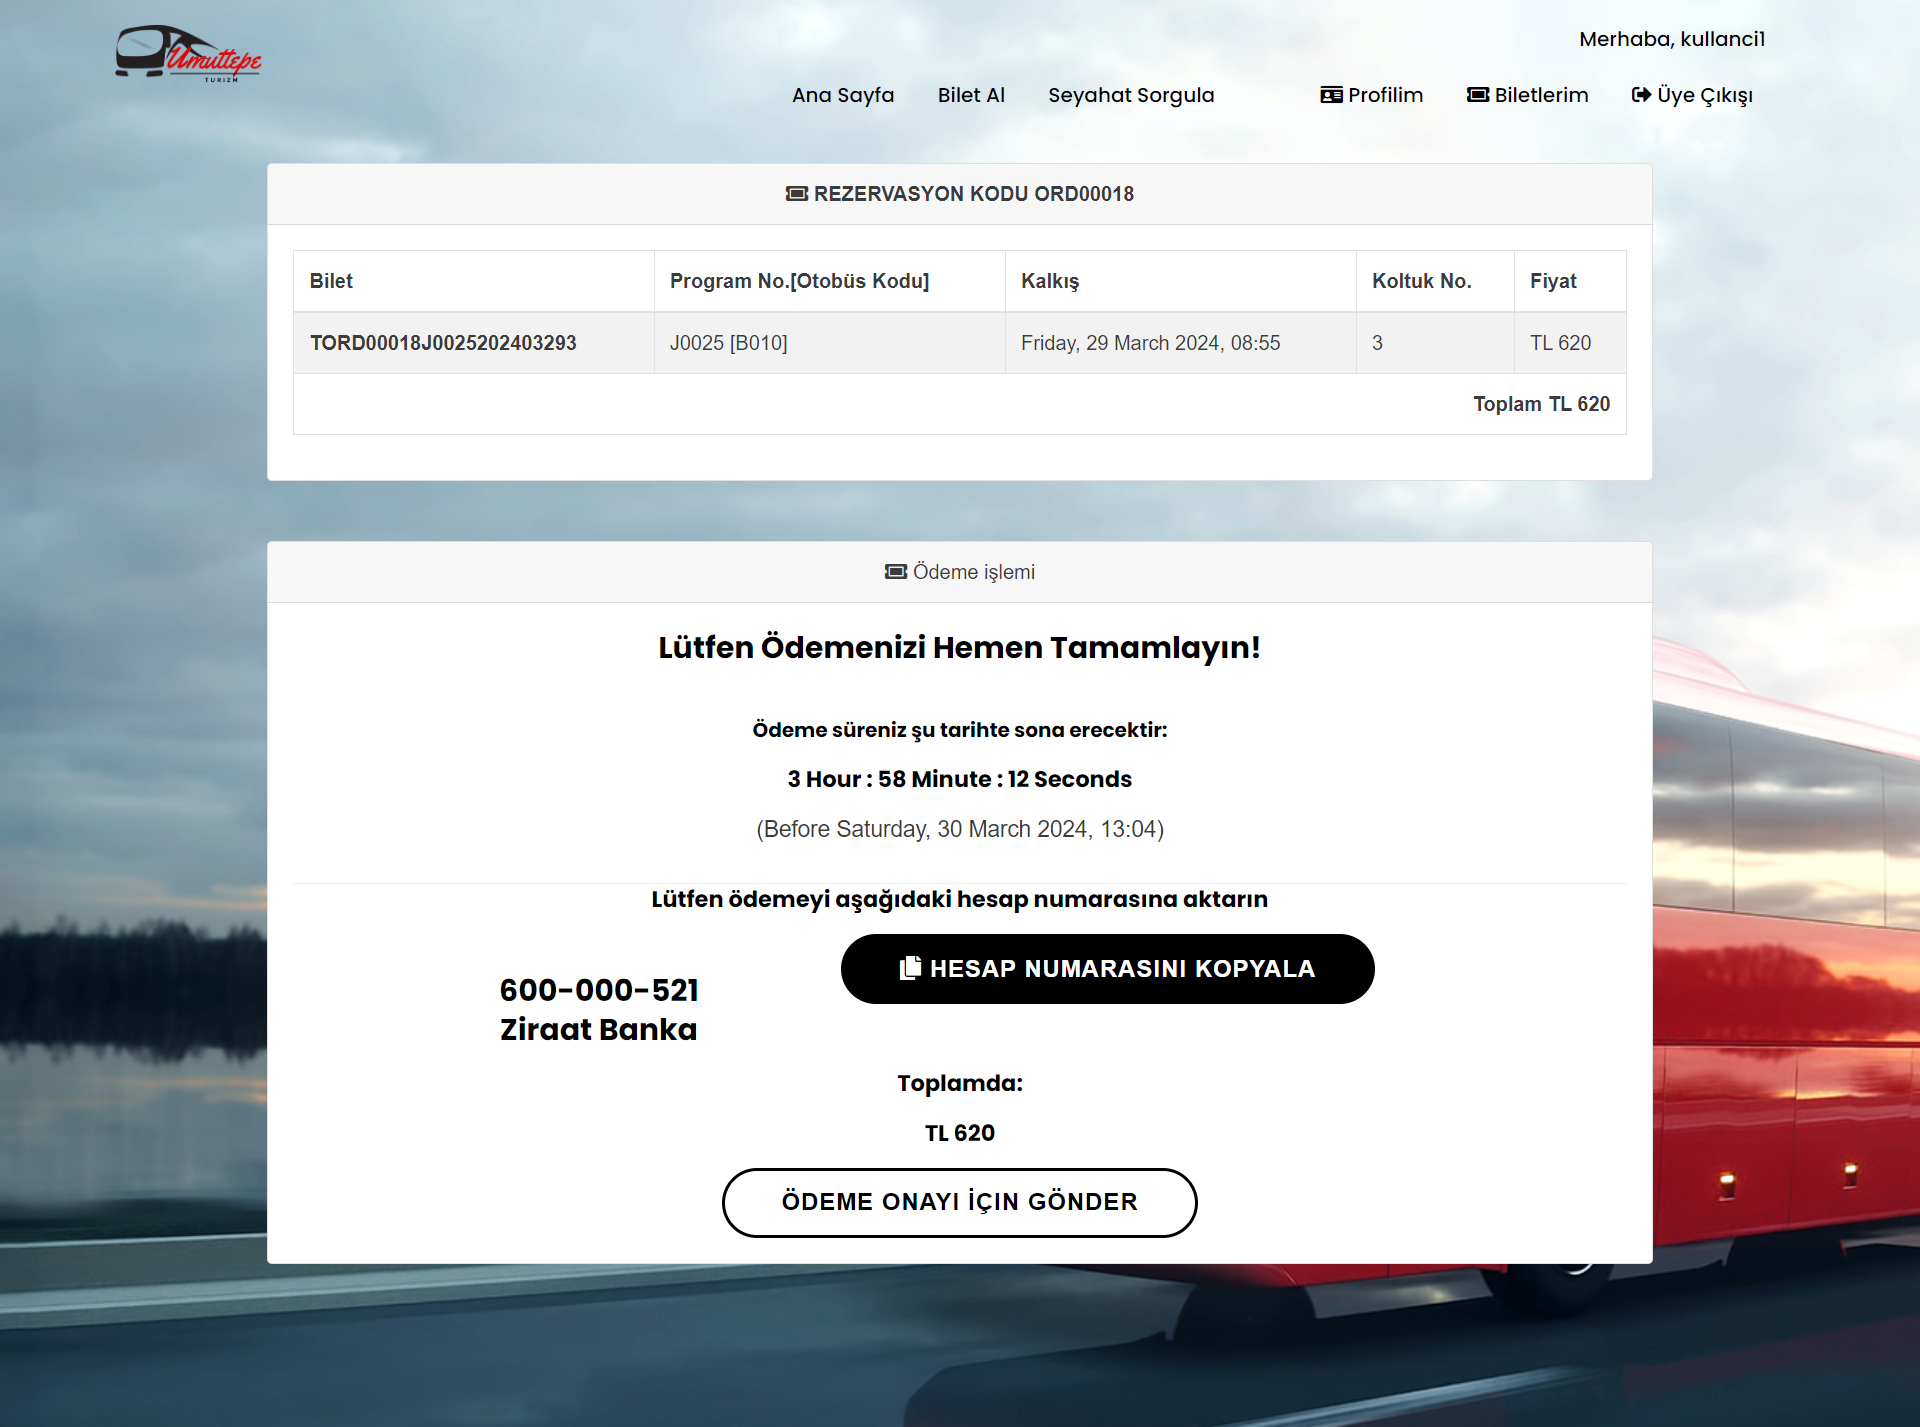 Umuttepe
TURIZM
Merhaba, kullanci1
Ana Sayfa Bilet Al Seyahat Sorgula Profilim Biletlerim Üye Çıkışı
REZERVASYON KODU ORD00018
Bilet Program No.[Otobüs Kodu] Kalkış Koltuk No. Fiyat
TORD00018J0025202403293 J0025 [B010] Friday, 29 March 2024, 08:55 3 TL 620
Toplam TL 620
Ödeme işlemi
Lütfen Ödemenizi Hemen Tamamlayın!
Ödeme süreniz şu tarihte sona erecektir:
3 Hour : 58 Minute : 12 Seconds
(Before Saturday, 30 March 2024, 13:04)
Lütfen ödemeyi aşağıdaki hesap numarasına aktarın
HESAP NUMARASINI KOPYALA
600-000-521
Ziraat Banka
Toplamda:
TL 620
ÖDEME ONAYI İÇIN GÖNDER